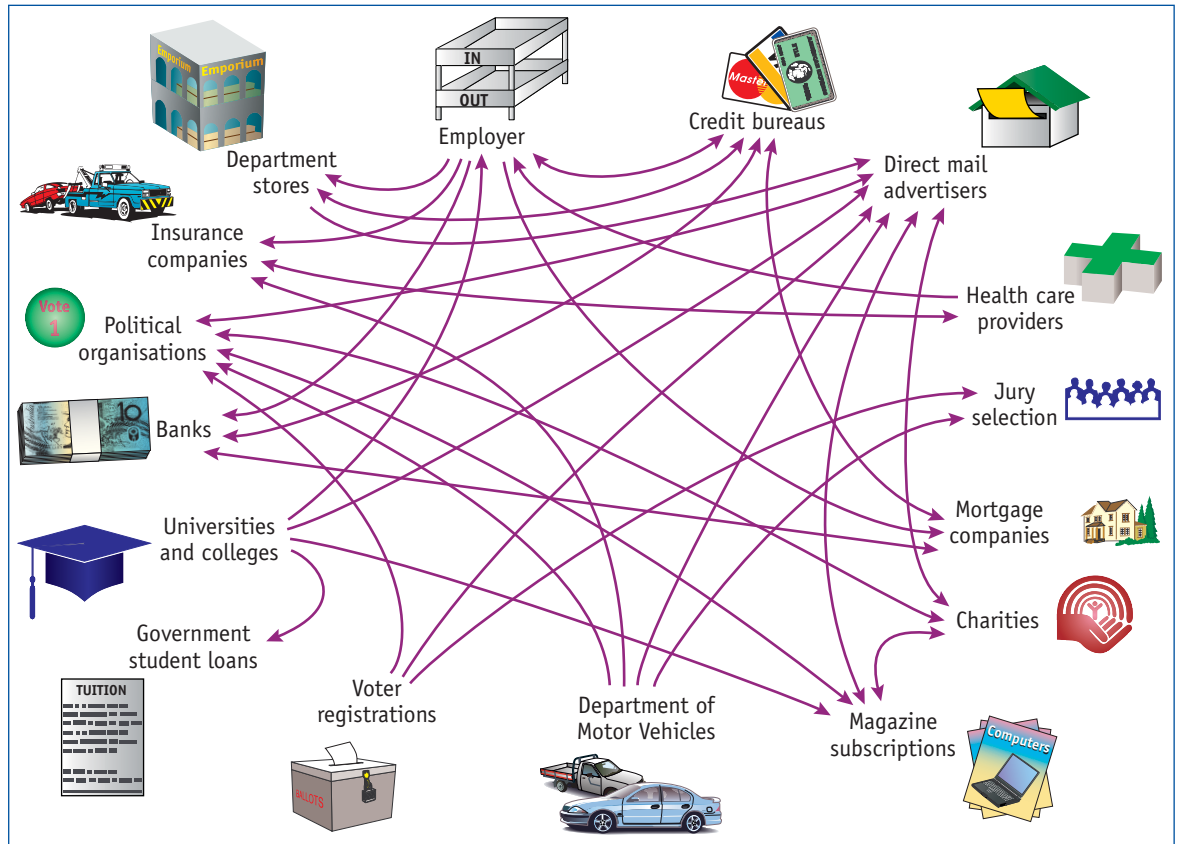 Emporium
Emporium
IN
OUT
Employer
Master
Credit bureaus
Department
stores
Direct mail
advertisers
Insurance
companies
Health care
providers
Vote
1
Political
organisations
Jury
selection
10
Banks
Universities
and colleges
Mortgage
companies
Charities
Government
student loans
TUITION
Voter
registrations
BALLOTS
Department of
Motor Vehicles
Magazine
subscriptions
Computers